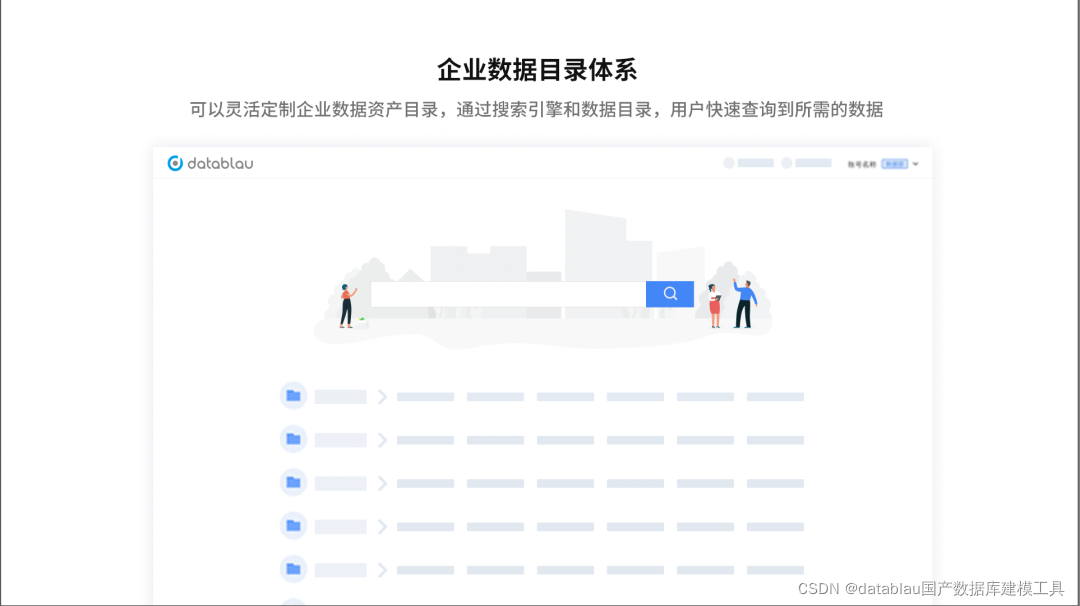 企业数据目录体系
可以灵活定制企业数据资产目录，通过搜索引擎和数据目录，用户快速查询到所需的数据
datablau
账号名称
CSDN @datablau国产数据库建模工具